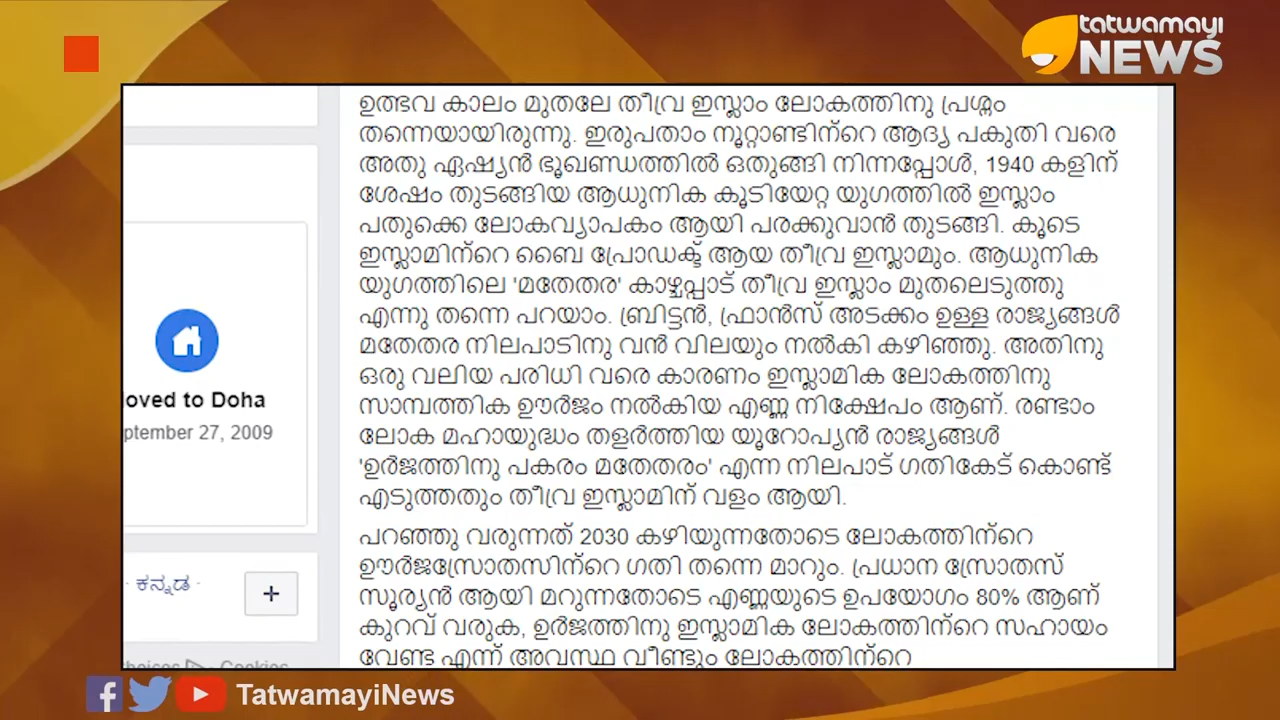 tatwamayi
NEWS
ഉത്ഭവ കാലം മുതലേ തീവ്ര ഇസ്ലാം ലോകത്തിനു പ്രശ്നം
തന്നെയായിരുന്നു. ഇരുപതാം നൂറ്റാണ്ടിന്റെ ആദ്യ പകുതി വരെ
അതു ഏഷ്യൻ ഭൂഖണ്ഡത്തിൽ ഒതുങ്ങി നിന്നപ്പോൾ, 1940 കളിന്
ശേഷം തുടങ്ങിയ ആധുനിക കൂടിയേറ്റ യുഗത്തിൽ ഇസ്ലാം
പതുക്കെ ലോകവ്യാപകം ആയി പരക്കുവാൻ തുടങ്ങി. കൂടെ
ഇസ്ലാമിന്റെ ബൈ പ്രോഡക്ട് ആയ തീവ്ര ഇസ്ലാമും. ആധുനിക
യുഗത്തിലെ 'മതേതര' കാഴ്ചപ്പാട് തീവ്ര ഇസ്ലാം മുതലെടുത്തു
എന്നു തന്നെ പറയാം. ബ്രിട്ടൻ, ഫ്രാൻസ് അടക്കം ഉള്ള രാജ്യങ്ങൾ
മതേതര നിലപാടിനു വൻ വിലയും നൽകി കഴിഞ്ഞു. അതിനു
ഒരു വലിയ പരിധി വരെ കാരണം ഇസ്ലാമിക ലോകത്തിനു
സാമ്പത്തിക ഊർജം നൽകിയ എണ്ണ നിക്ഷേപം ആണ്. രണ്ടാം
ലോക മഹായുദ്ധം തളർത്തിയ യൂറോപ്യൻ രാജ്യങ്ങൾ
'ഉർജത്തിനു പകരം മതേതരം' എന്ന നിലപാട് ഗതികേട് കൊണ്ട്
എടുത്തതും തീവ്ര ഇസ്ലാമിന് വളം ആയി.
പറഞ്ഞു വരുന്നത് 2030 കഴിയുന്നതോടെ ലോകത്തിന്റെ
ഊർജസ്രോതസിന്റെ ഗതി തന്നെ മാറും. പ്രധാന സ്രോതസ്
സൂര്യൻ ആയി മറുന്നതോടെ എണ്ണയുടെ ഉപയോഗം 80% ആണ്
കുറവ് വരുക, ഉർജത്തിനു ഇസ്ലാമിക ലോകത്തിന്റെ സഹായം
വേണ്ട എന്ന് അവസ്ഥ വീണ്ടും ലോകത്തിന്റെ
oved to Doha
ptember 27, 2009
· ಕನ್ನಡ ·
+
Cookies
TatwamayiNews